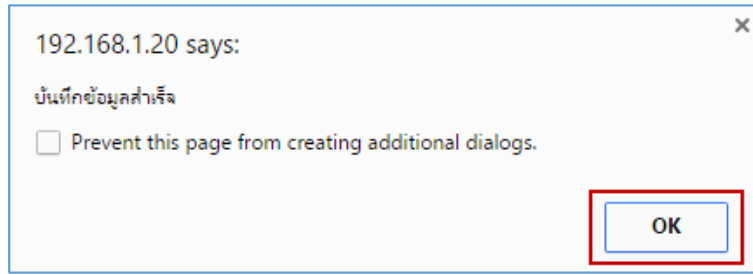 192.168.1.20 says:
บันทึกข้อมูลสำเร็จ
Prevent this page from creating additional dialogs.
OK